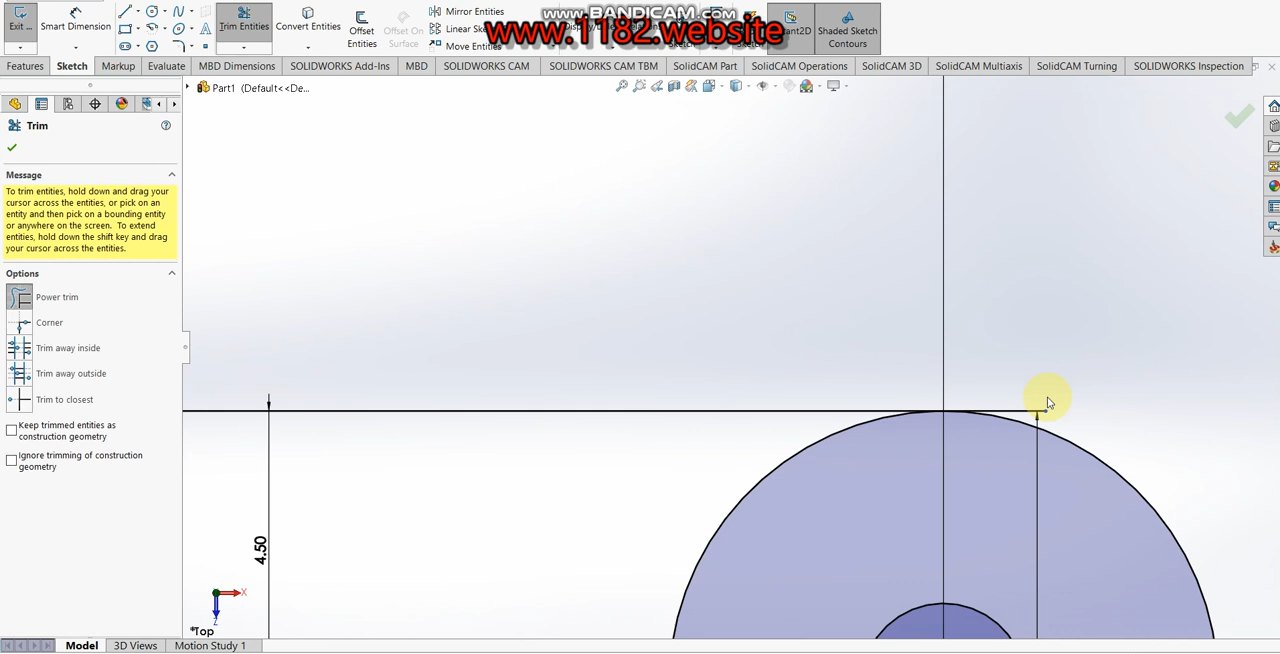 www.BANDICAM.com
www.1182.website
Exit ...
Smart Dimension
Trim Entities
Convert Entities
Offset Entities
Offset On Surface
Mirror Entities
Linear Ske
Move Entities
Instant2D
Shaded Sketch Contours
Features
Sketch
Markup
Evaluate
MBD Dimensions
SOLIDWORKS Add-Ins
MBD
SOLIDWORKS CAM
SOLIDWORKS CAM TBM
SolidCAM Part
SolidCAM Operations
SolidCAM 3D
SolidCAM Multiaxis
SolidCAM Turning
SOLIDWORKS Inspection
Part1 (Default<<De...
Trim
Message
To trim entities, hold down and drag your
cursor across the entities, or pick on an
entity and then pick on a bounding entity
or anywhere on the screen. To extend
entities, hold down the shift key and drag
your cursor across the entities.
Options
Power trim
Corner
Trim away inside
Trim away outside
Trim to closest
Keep trimmed entities as
construction geometry
Ignore trimming of construction
geometry
4.50
X
Z
*Top
Model
3D Views
Motion Study 1